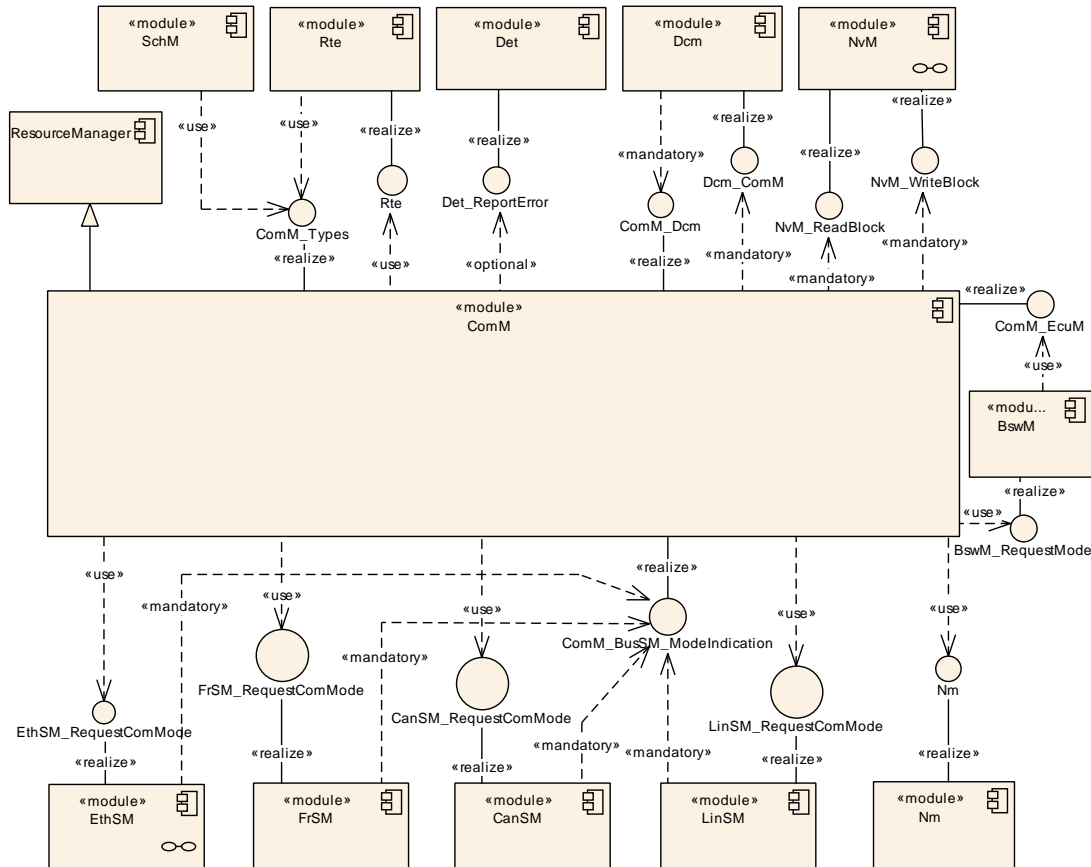 «module»
SchM
«module»
Rte
«module»
Det
«module»
Dcm
«module»
NvM
ResourceManager
«use»
«use»
«realize»
«realize»
«mandatory»
«realize»
«realize»
«realize»
Rte
Det_ReportError
Dcm_ComM
NvM_WriteBlock
ComM_Types
ComM_Dcm
NvM_ReadBlock
«realize»
«use»
«optional»
«realize»
«mandatory»
«mandatory»
«mandatory»
«module»
ComM
«realize»
ComM_EcuM
«use»
«modu...
BswM
«realize»
«use»
BswM_RequestMode
«use»
«mandatory»
«use»
«use»
«realize»
«use»
«use»
ComM_BusSM_ModeIndication
«mandatory»
FrSM_RequestComMode
CanSM_RequestComMode
LinSM_RequestComMode
Nm
EthSM_RequestComMode
«realize»
«realize»
«realize»
«mandatory»
«mandatory»
«realize»
«realize»
«module»
EthSM
«module»
FrSM
«module»
CanSM
«module»
LinSM
«module»
Nm